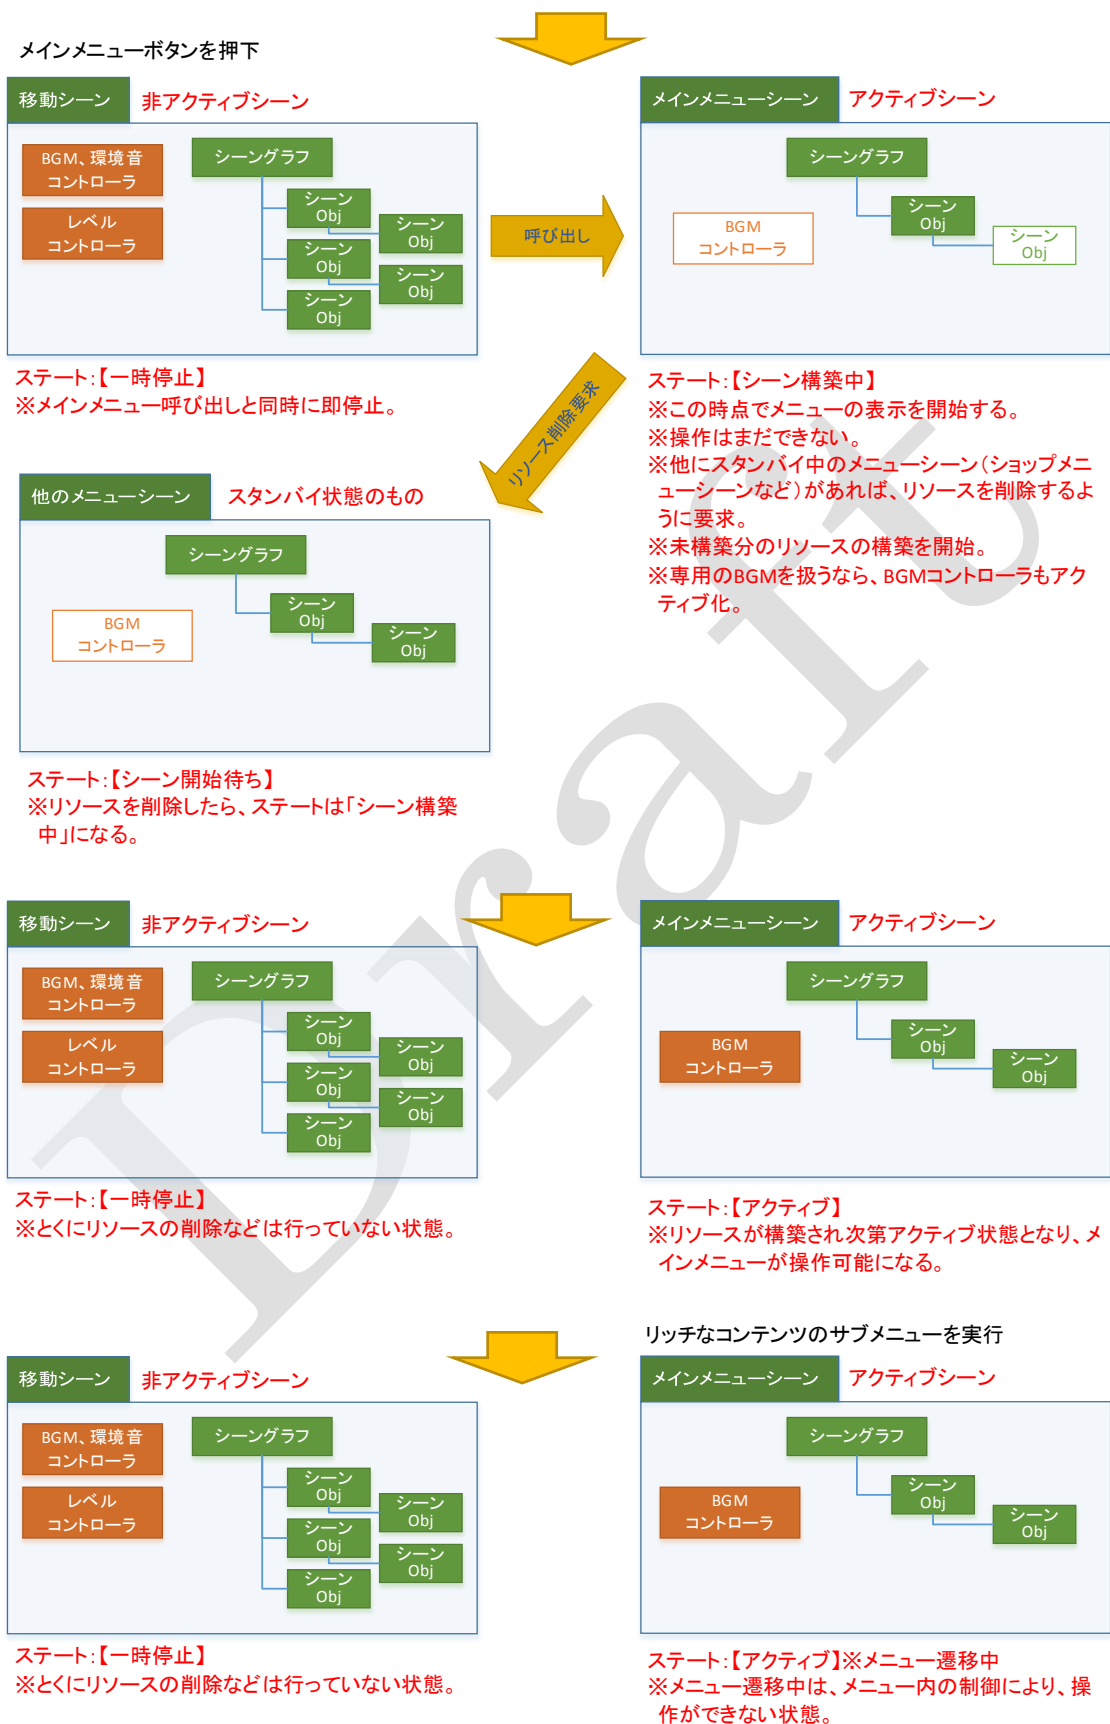 メインメニューボタンを押下
移動シーン
非アクティブシーン
BGM、環境音
コントローラ
レベル
コントローラ
シーングラフ
シーン
Obj
シーン
Obj
シーン
Obj
シーン
Obj
シーン
Obj
ステート:【一時停止】
※メインメニュー呼び出しと同時に即停止。
呼び出し
メインメニューシーン
アクティブシーン
シーングラフ
シーン
Obj
シーン
Obj
BGM
コントローラ
ステート:【シーン構築中】
※この時点でメニューの表示を開始する。
※操作はまだできない。
※他にスタンバイ中のメニューシーン(ショップメニ
ューシーンなど)があれば、リソースを削除するよ
うに要求。
※未構築分のリソースの構築を開始。
※専用のBGMを扱うなら、BGMコントローラもアク
ティブ化。
リソース削除要求
他のメニューシーン
スタンバイ状態のもの
シーングラフ
シーン
Obj
シーン
Obj
BGM
コントローラ
ステート:【シーン開始待ち】
※リソースを削除したら、ステートは「シーン構築
中」になる。
移動シーン
非アクティブシーン
BGM、環境音
コントローラ
レベル
コントローラ
シーングラフ
シーン
Obj
シーン
Obj
シーン
Obj
シーン
Obj
シーン
Obj
ステート:【一時停止】
※とくにリソースの削除などは行っていない状態。
メインメニューシーン
アクティブシーン
シーングラフ
シーン
Obj
シーン
Obj
BGM
コントローラ
ステート:【アクティブ】
※リソースが構築され次第アクティブ状態となり、メ
インメニューが操作可能になる。
移動シーン
非アクティブシーン
BGM、環境音
コントローラ
レベル
コントローラ
シーングラフ
シーン
Obj
シーン
Obj
シーン
Obj
シーン
Obj
シーン
Obj
ステート:【一時停止】
※とくにリソースの削除などは行っていない状態。
リッチなコンテンツのサブメニューを実行
メインメニューシーン
アクティブシーン
シーングラフ
シーン
Obj
シーン
Obj
BGM
コントローラ
ステート:【アクティブ】※メニュー遷移中
※メニュー遷移中は、メニュー内の制御により、操
作ができない状態。
Draft